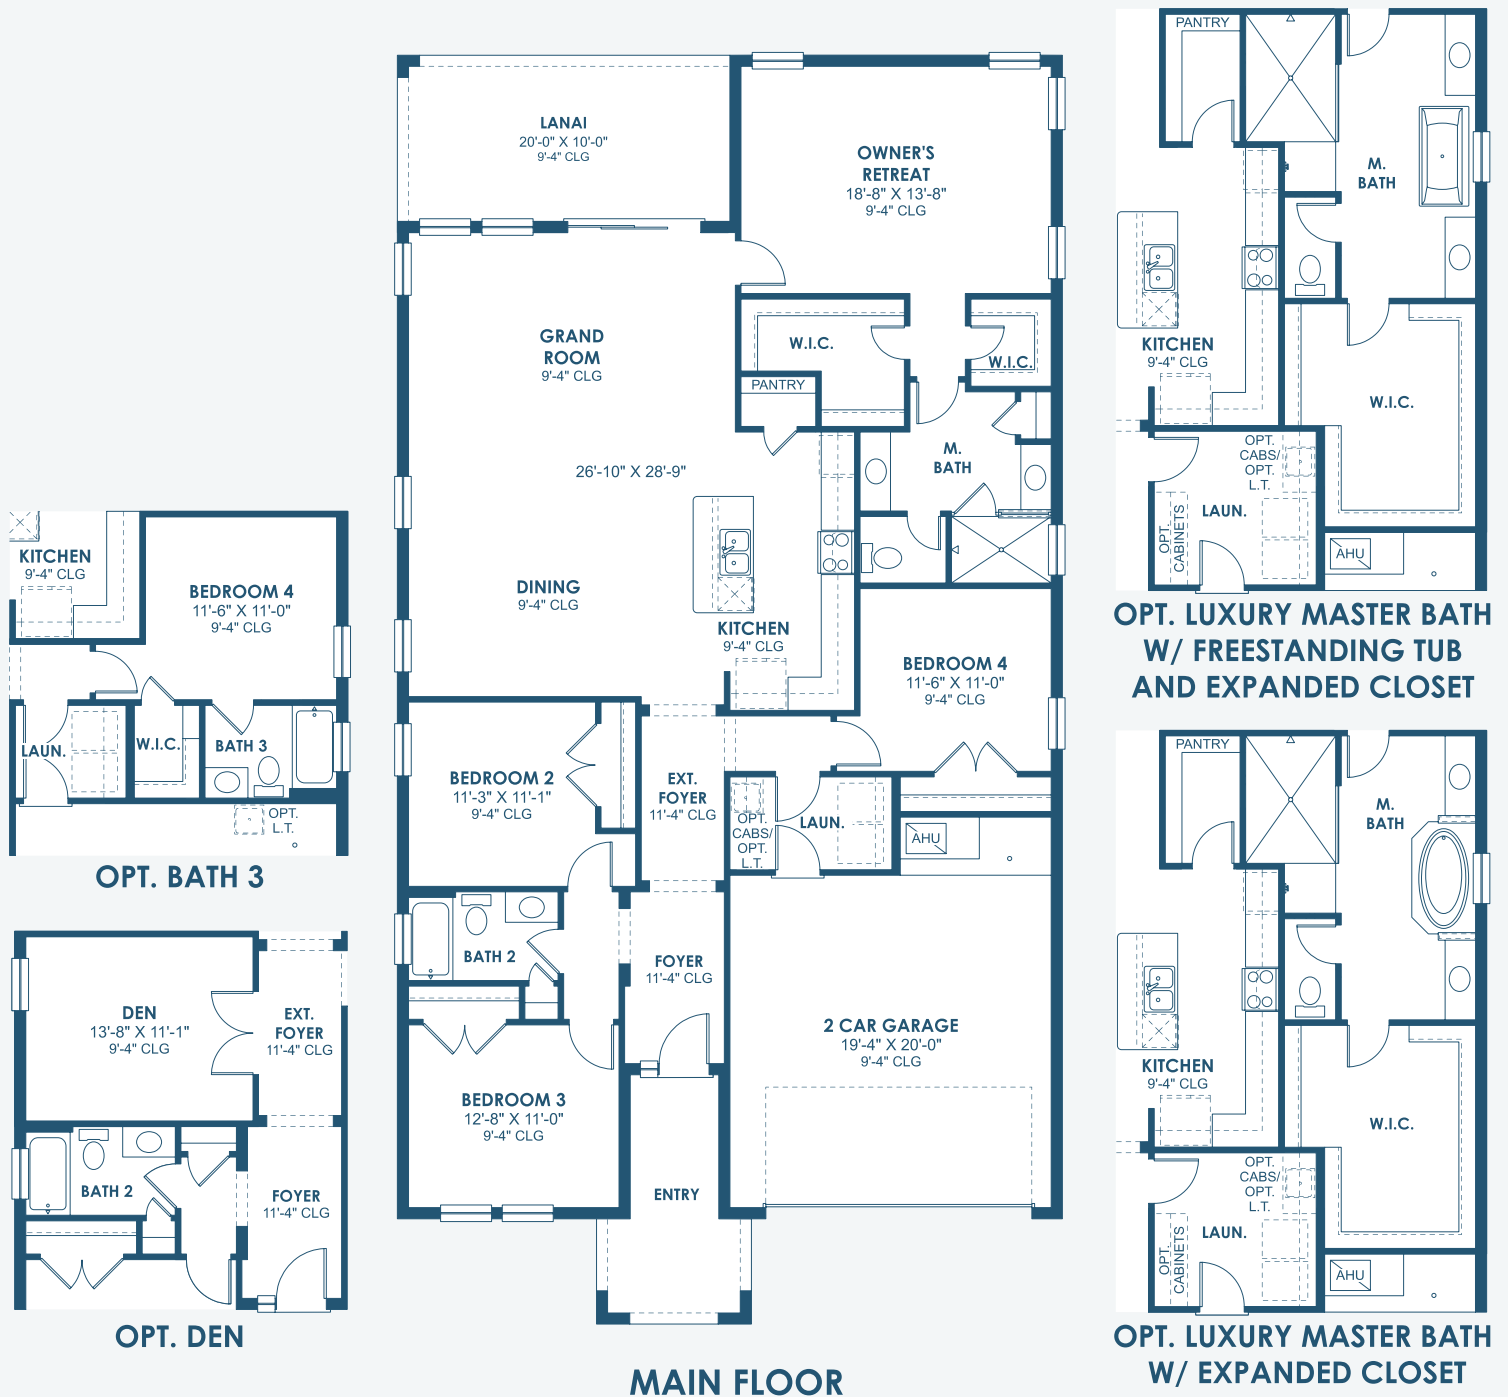 LANAI
20'-0" X 10'-0"
9'-4" CLG
OWNER'S
RETREAT
18'-8" X 13'-8"
9'-4" CLG
GRAND
ROOM
9'-4" CLG
W.I.C.
W.I.C.
PANTRY
26'-10" X 28'-9"
M.
BATH
DINING
9'-4" CLG
KITCHEN
9'-4" CLG
BEDROOM 4
11'-6" X 11'-0"
9'-4" CLG
BEDROOM 2
11'-3" X 11'-1"
9'-4" CLG
EXT.
FOYER
11'-4" CLG
OPT.
CABS/
OPT.
L.T.
LAUN.
AHU
BATH 2
FOYER
11'-4" CLG
2 CAR GARAGE
19'-4" X 20'-0"
9'-4" CLG
BEDROOM 3
12'-8" X 11'-0"
9'-4" CLG
ENTRY
MAIN FLOOR
KITCHEN
9'-4" CLG
BEDROOM 4
11'-6" X 11'-0"
9'-4" CLG
LAUN.
W.I.C.
BATH 3
OPT.
L.T.
OPT. BATH 3
DEN
13'-8" X 11'-1"
9'-4" CLG
EXT.
FOYER
11'-4" CLG
BATH 2
FOYER
11'-4" CLG
OPT. DEN
PANTRY
M.
BATH
KITCHEN
9'-4" CLG
W.I.C.
OPT.
CABS/
OPT.
L.T.
LAUN.
OPT.
CABINETS
AHU
OPT. LUXURY MASTER BATH
W/ FREESTANDING TUB
AND EXPANDED CLOSET
PANTRY
M.
BATH
KITCHEN
9'-4" CLG
W.I.C.
OPT.
CABS/
OPT.
L.T.
LAUN.
OPT.
CABINETS
AHU
OPT. LUXURY MASTER BATH
W/ EXPANDED CLOSET